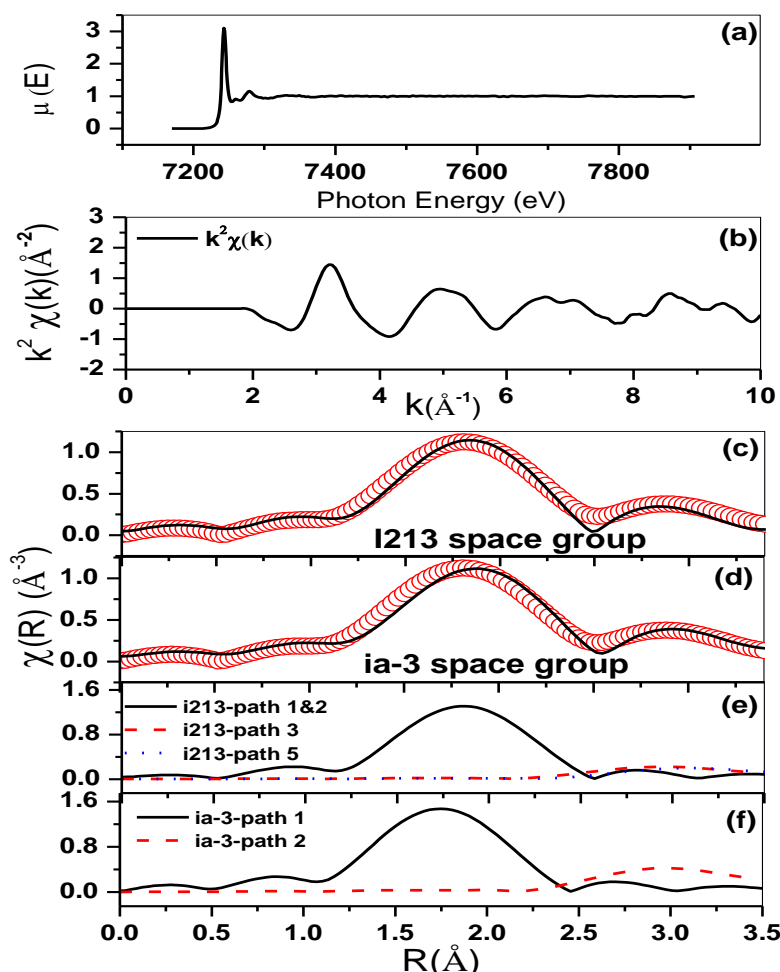 (a)
3
2
1
0
μ (E)
7200 7400 7600 7800
Photon Energy (eV)
(b)
k² χ(k)
3
2
1
0
-1
-2
k² χ(k)(Å⁻²)
0 2 4 6 8 10
k(Å⁻¹)
(c)
1.0
0.5
0.0
I213 space group
(d)
1.0
0.5
0.0
ia-3 space group
χ(R) (Å⁻³)
(e)
i213-path 1&2
i213-path 3
i213-path 5
1.6
0.8
0.0
(f)
ia-3-path 1
ia-3-path 2
1.6
0.8
0.0
0.0 0.5 1.0 1.5 2.0 2.5 3.0 3.5
R(Å)